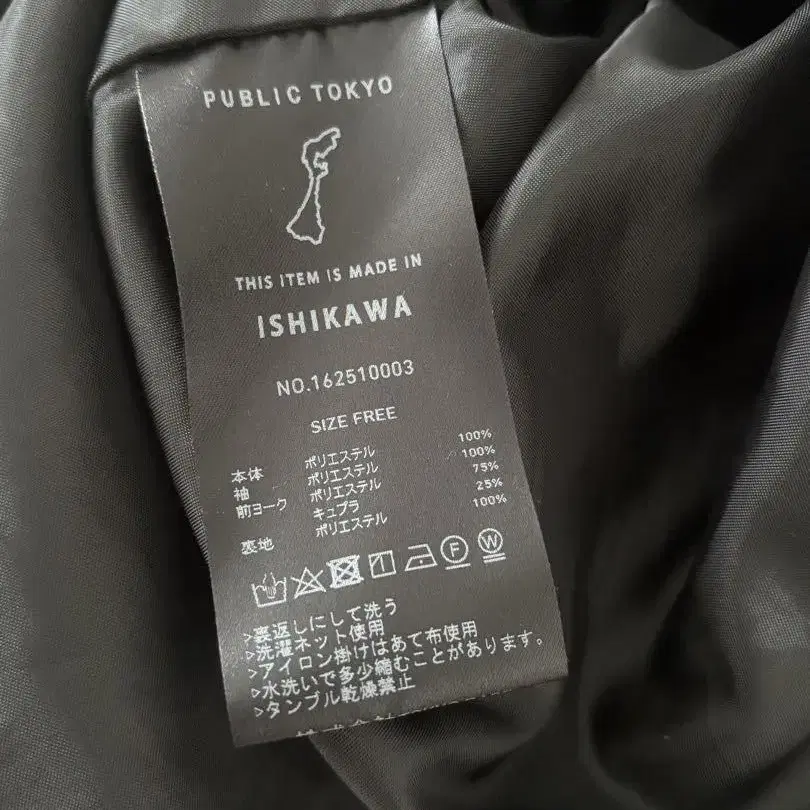 PUBLIC TOKYO
THIS ITEM IS MADE IN
ISHIKAWA
NO.162510003
SIZE FREE
本体 ポリエステル 100%
袖 ポリエステル 100%
前ヨーク ポリエステル 75%
キュプラ 25%
裏地 ポリエステル 100%
F W
>裏返しにして洗う
>洗濯ネット使用
>アイロン掛けはあて布使用
>水洗いで多少縮むことがあります。
>タンブル乾燥禁止